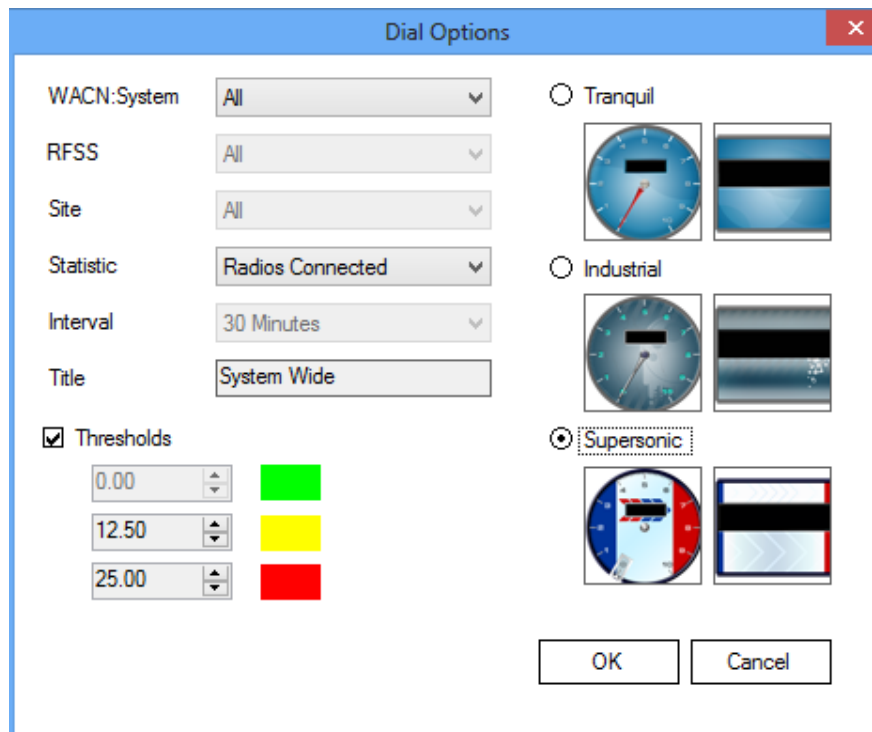 Dial Options
WACN:System All
RFSS All
Site All
Statistic Radios Connected
Interval 30 Minutes
Title System Wide
Thresholds
0.00
12.50
25.00
Tranquil
Industrial
Supersonic
OK Cancel